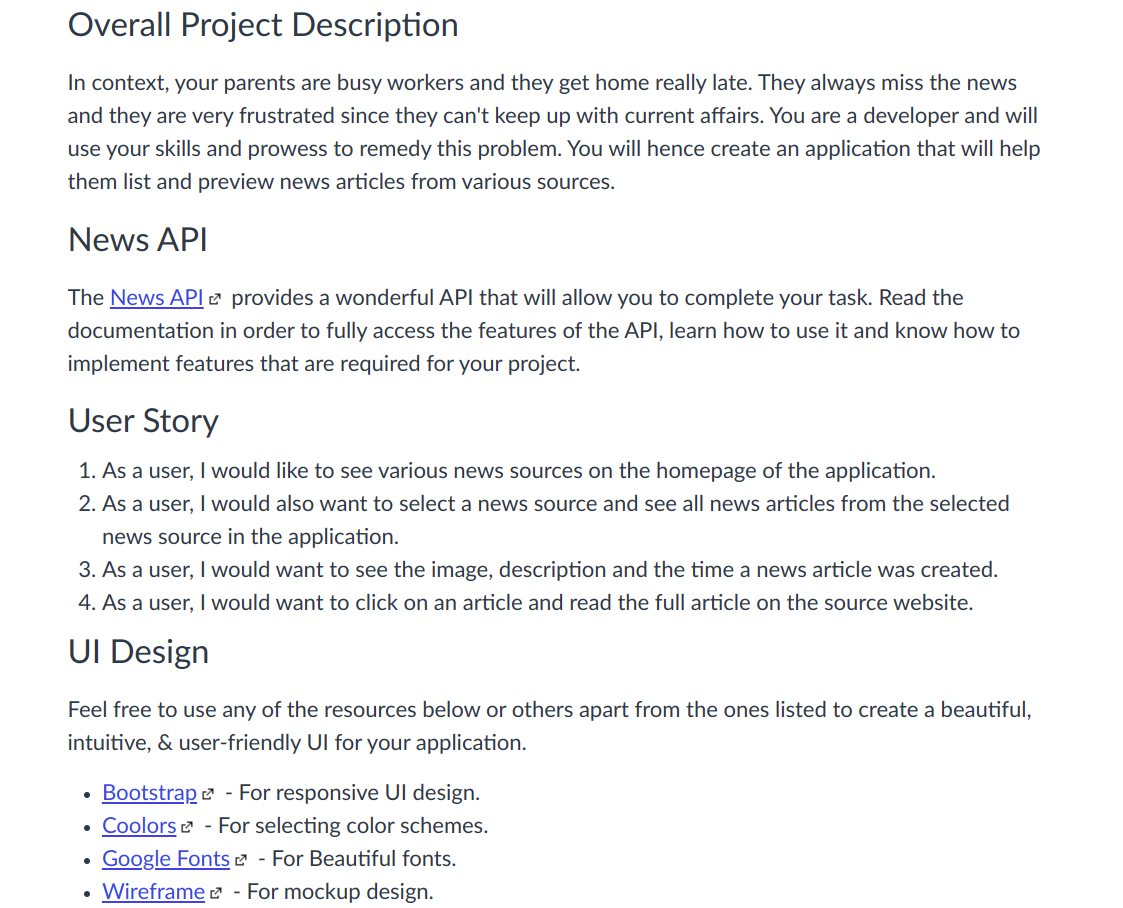 Overall Project Description
In context, your parents are busy workers and they get home really late. They always miss the news
and they are very frustrated since they can't keep up with current affairs. You are a developer and will
use your skills and prowess to remedy this problem. You will hence create an application that will help
them list and preview news articles from various sources.
News API
The News API provides a wonderful API that will allow you to complete your task. Read the
documentation in order to fully access the features of the API, learn how to use it and know how to
implement features that are required for your project.
User Story
1. As a user, I would like to see various news sources on the homepage of the application.
2. As a user, I would also want to select a news source and see all news articles from the selected
news source in the application.
3. As a user, I would want to see the image, description and the time a news article was created.
4. As a user, I would want to click on an article and read the full article on the source website.
UI Design
Feel free to use any of the resources below or others apart from the ones listed to create a beautiful,
intuitive, & user-friendly UI for your application.
• Bootstrap - For responsive UI design.
• Coolors - For selecting color schemes.
• Google Fonts - For Beautiful fonts.
• Wireframe - For mockup design.